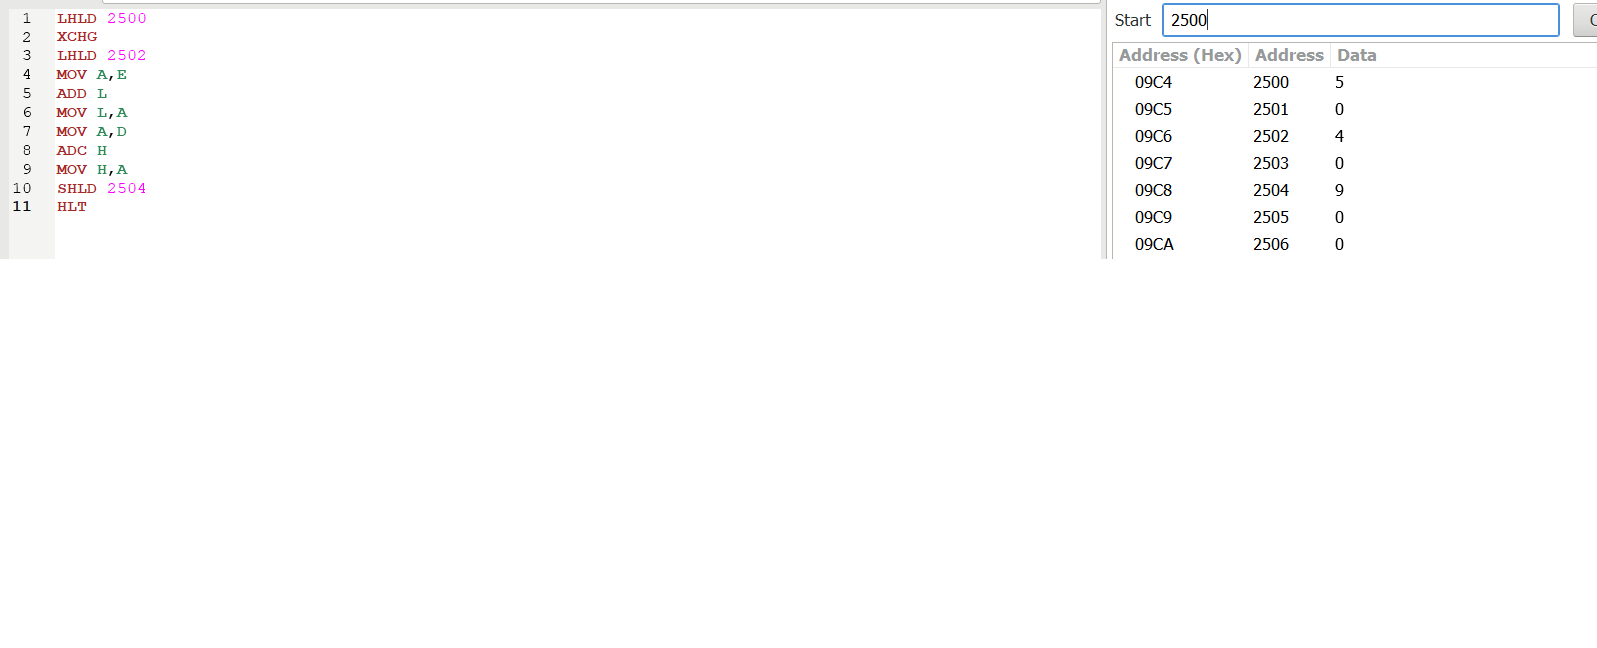 1 LHLD 2500
2 XCHG
3 LHLD 2502
4 MOV A,E
5 ADD L
6 MOV L,A
7 MOV A,D
8 ADC H
9 MOV H,A
10 SHLD 2504
11 HLT
Start 2500
Address (Hex) Address Data
09C4 2500 5
09C5 2501 0
09C6 2502 4
09C7 2503 0
09C8 2504 9
09C9 2505 0
09CA 2506 0